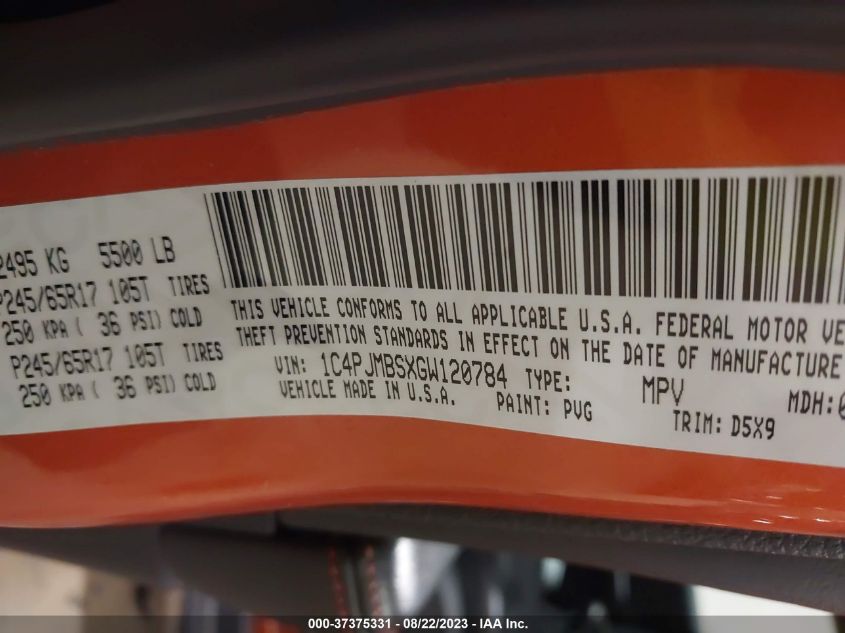 2495 KG 5500 LB
P245/65R17 105T TIRES
250 KPA ( 36 PSI) COLD
P245/65R17 105T TIRES
250 KPA ( 36 PSI) COLD
THIS VEHICLE CONFORMS TO ALL APPLICABLE U.S.A. FEDERAL MOTOR VE
THEFT PREVENTION STANDARDS IN EFFECT ON THE DATE OF MANUFACTURE
VIN: 1C4PJMBSXGW120784 TYPE: MPV MDH:0
VEHICLE MADE IN U.S.A. PAINT: PVG TRIM: D5X9
000-37375331 - 08/22/2023 - IAA Inc.